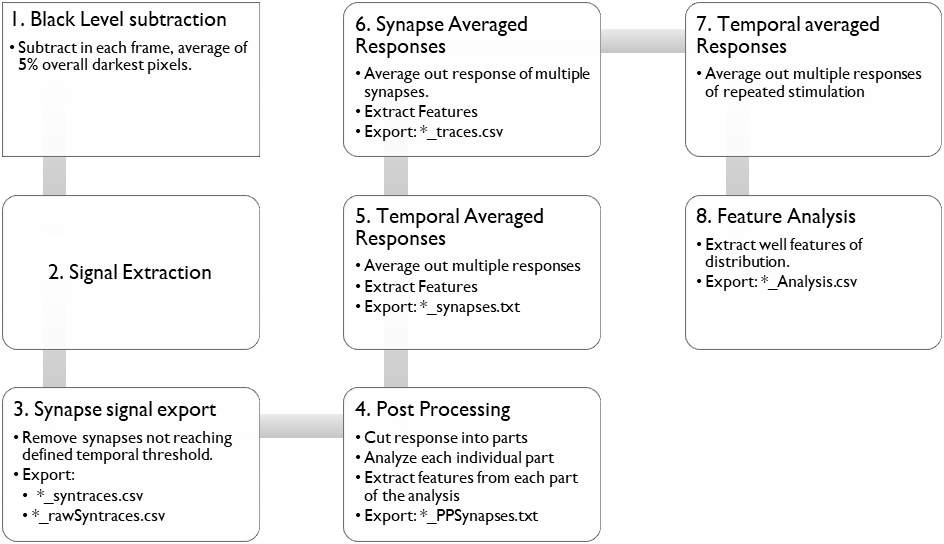 1. Black Level subtraction
• Subtract in each frame, average of
5% overall darkest pixels.
2. Signal Extraction
3. Synapse signal export
• Remove synapses not reaching
defined temporal threshold.
• Export:
• *_syntraces.csv
• *_rawSyntraces.csv
4. Post Processing
• Cut response into parts
• Analyze each individual part
• Extract features from each part
of the analysis
• Export: *_PPSynapses.txt
5. Temporal Averaged
Responses
• Average out multiple responses
• Extract Features
• Export: *_synapses.txt
6. Synapse Averaged
Responses
• Average out response of multiple
synapses.
• Extract Features
• Export: *_traces.csv
7. Temporal averaged
Responses
• Average out multiple responses
of repeated stimulation
8. Feature Analysis
• Extract well features of
distribution.
• Export: *_Analysis.csv